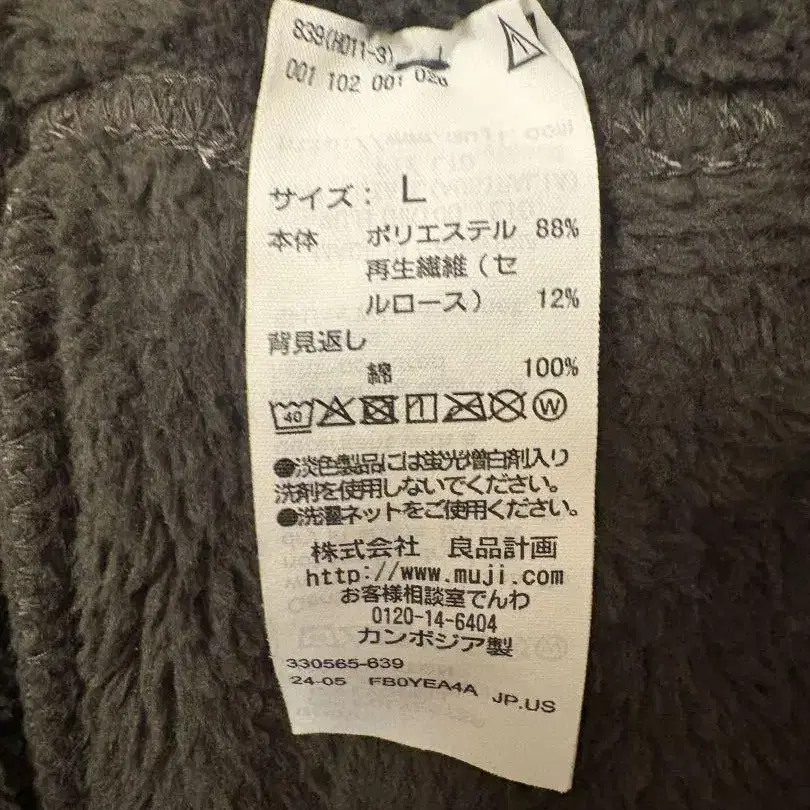 839(H011-3)
001 102 001 026
サイズ： L
本体 ポリエステル 88%
再生繊維（セ
ルロース） 12%
背見返し
綿 100%
40 W
●淡色製品には蛍光増白剤入り
洗剤を使用しないでください。
●洗濯ネットをご使用ください。
株式会社 良品計画
http://www.muji.com
お客様相談室でんわ
0120-14-6404
カンボジア製
330565-639
24-05 FB0YEA4A JP.US